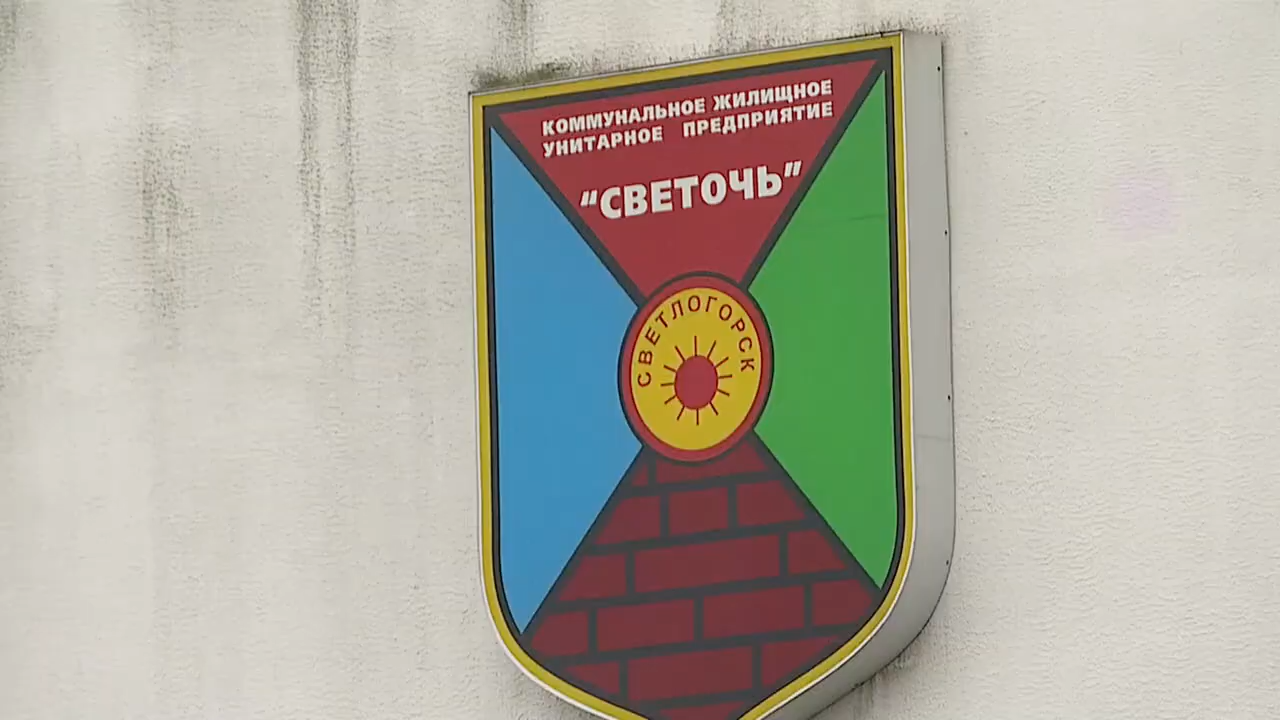 КОММУНАЛЬНОЕ ЖИЛИЩНОЕ
УНИТАРНОЕ ПРЕДПРИЯТИЕ
"СВЕТОЧЬ"
СВЕТЛОГОРСК